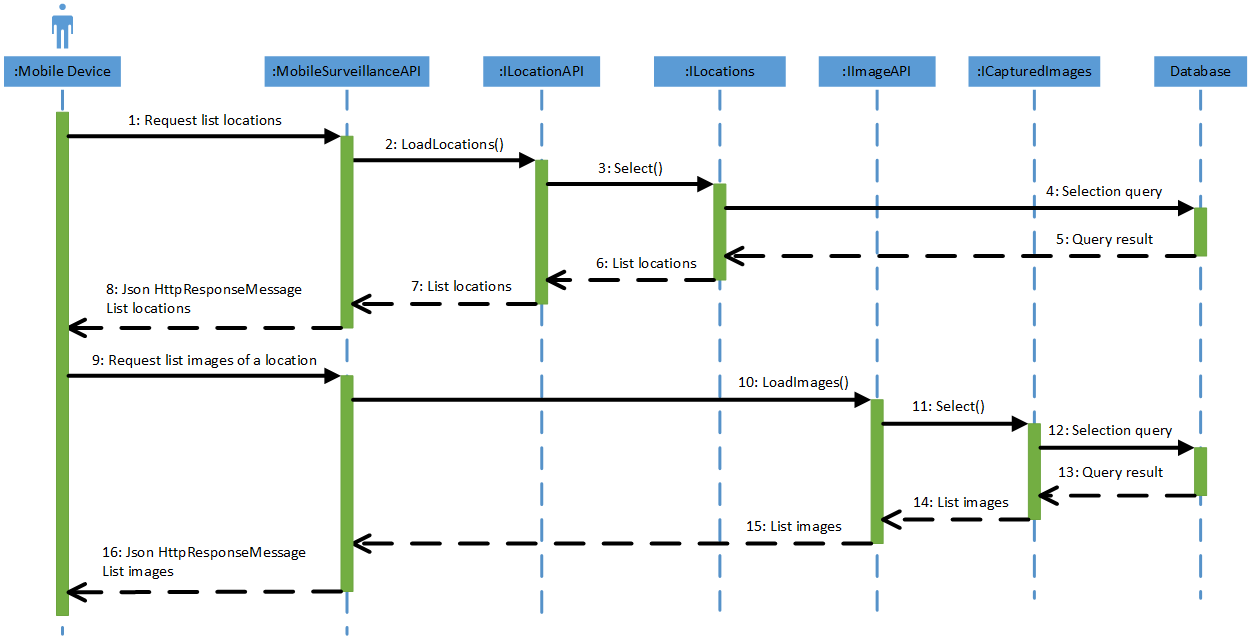 :Mobile Device
:MobileSurveillanceAPI
:ILocationAPI
:ILocations
:IImageAPI
:ICapturedImages
Database
1: Request list locations
2: LoadLocations()
3: Select()
4: Selection query
5: Query result
6: List locations
7: List locations
8: Json HttpResponseMessage
List locations
9: Request list images of a location
10: LoadImages()
11: Select()
12: Selection query
13: Query result
14: List images
15: List images
16: Json HttpResponseMessage
List images